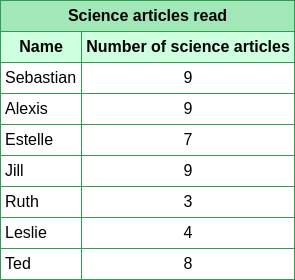 Science articles read
Name Number of science articles
Sebastian 9
Alexis 9
Estelle 7
Jill 9
Ruth 3
Leslie 4
Ted 8